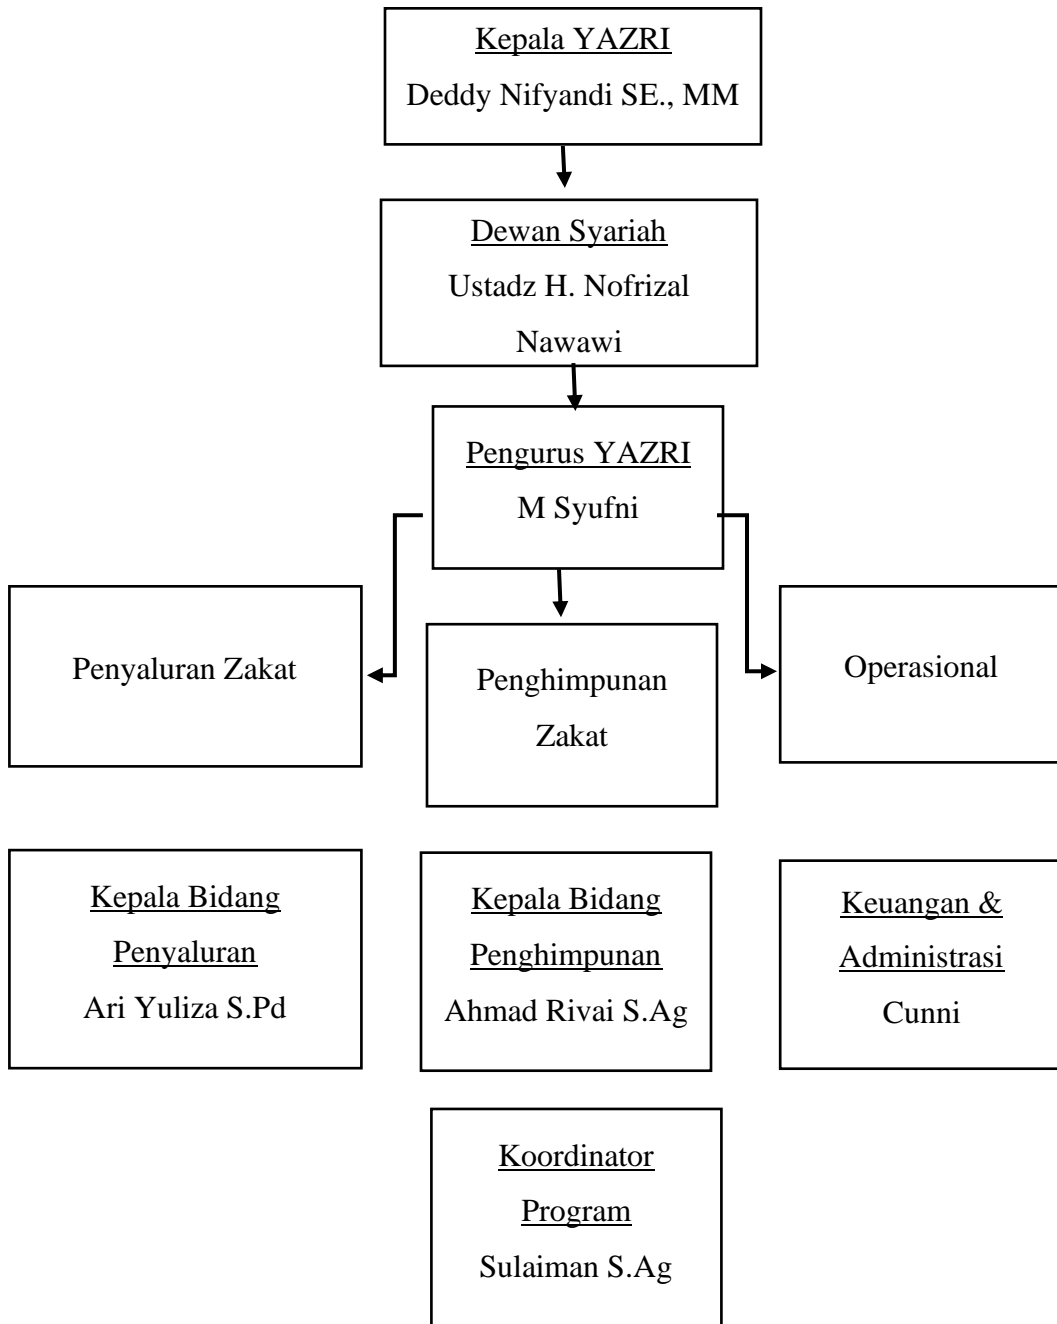 Kepala YAZRI
Deddy Nifyandi SE., MM
Dewan Syariah
Ustadz H. Nofrizal
Nawawi
Pengurus YAZRI
M Syufni
Penyaluran Zakat
Penghimpunan
Zakat
Operasional
Kepala Bidang
Penyaluran
Ari Yuliza S.Pd
Kepala Bidang
Penghimpunan
Ahmad Rivai S.Ag
Keuangan &
Administrasi
Cunni
Koordinator
Program
Sulaiman S.Ag